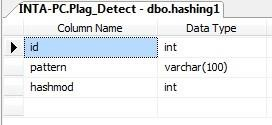 INTA-PC.Plag_Detect - dbo.hashing1
Column Name Data Type
id int
pattern varchar(100)
hashmod int